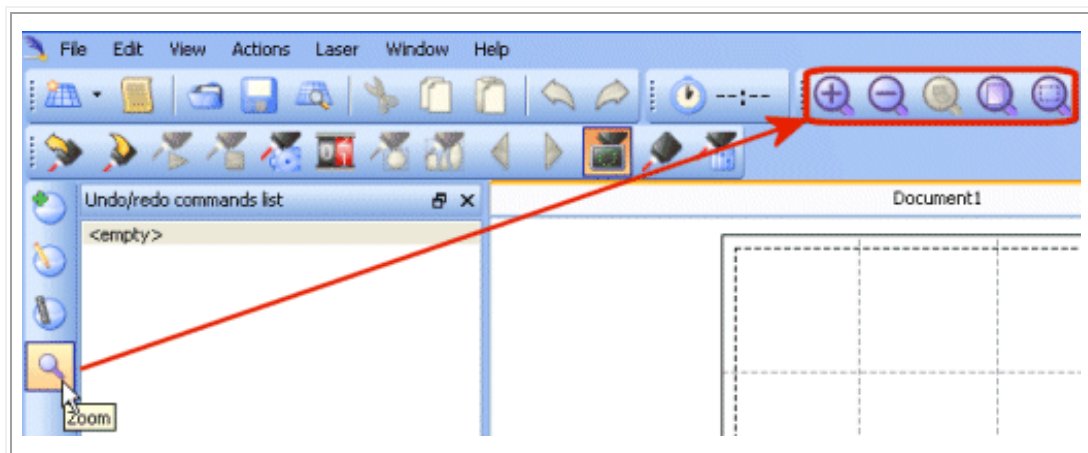 File Edit View Actions Laser Window Help
--:--
Undo/redo commands list
Document1
<empty>
Zoom